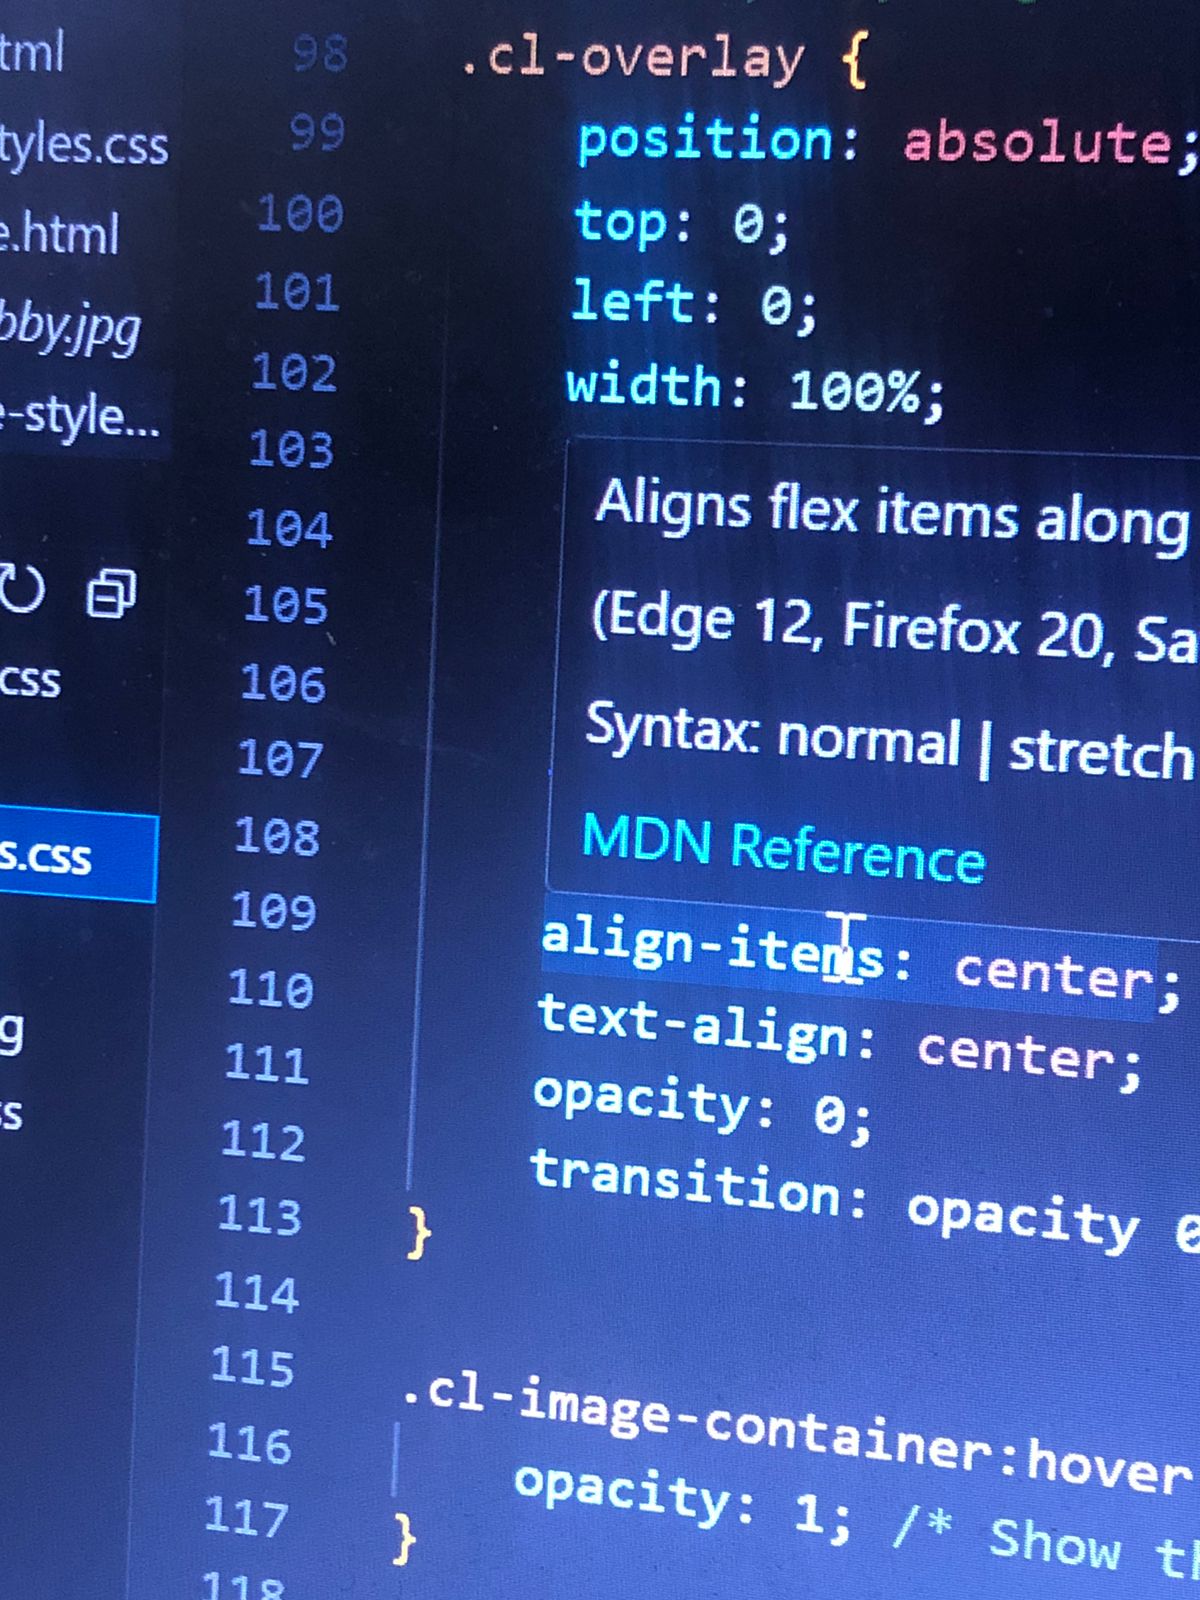 tml
tyles.css
e.html
bby.jpg
e-style...
css
s.css
g
ss
98 .cl-overlay {
99 position: absolute;
100 top: 0;
101 left: 0;
102 width: 100%;
103
104
105
106
107
108
Aligns flex items along
(Edge 12, Firefox 20, Sa
Syntax: normal | stretch
MDN Reference
109 align-items: center;
110 text-align: center;
111 opacity: 0;
112 transition: opacity 0
113 }
114
115 .cl-image-container:hover
116 opacity: 1; /* Show th
117 }
118